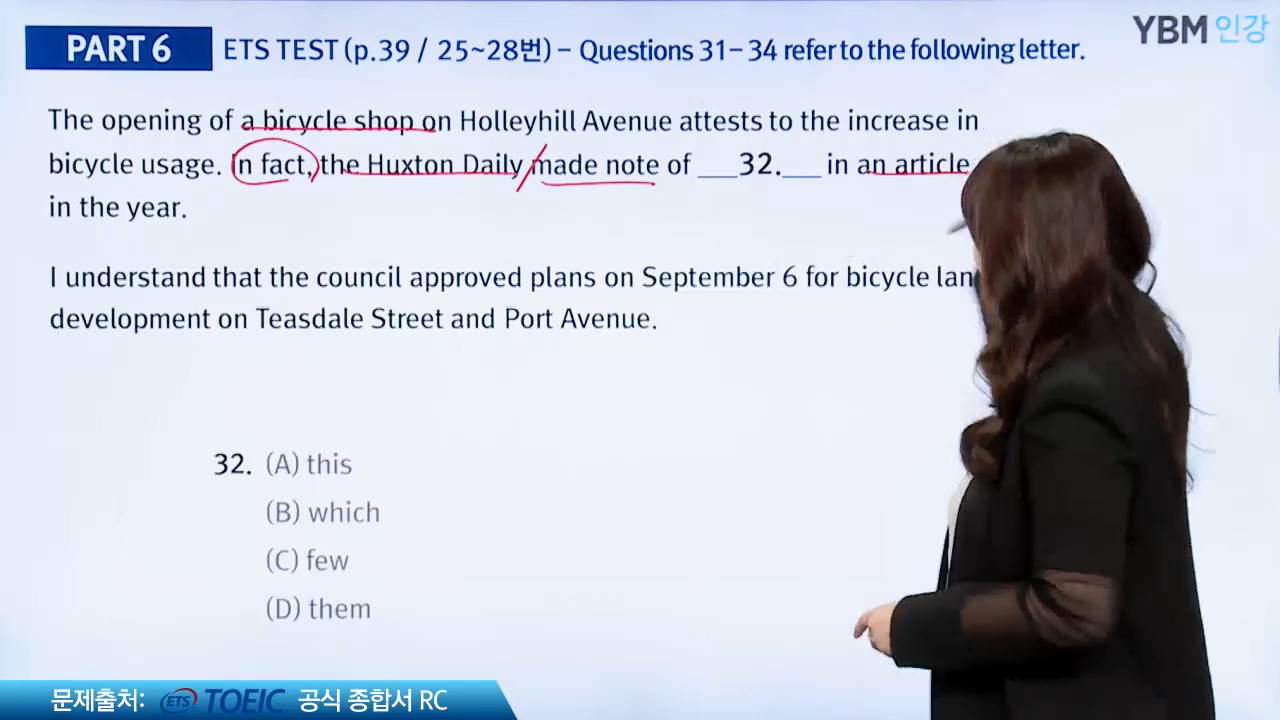 PART 6
ETS TEST (p.39 / 25~28번) – Questions 31–34 refer to the following letter.
YBM 인강
The opening of a bicycle shop on Holleyhill Avenue attests to the increase in
bicycle usage. In fact, the Huxton Daily made note of ___32.___ in an article
in the year.
I understand that the council approved plans on September 6 for bicycle lan
development on Teasdale Street and Port Avenue.
32. (A) this
(B) which
(C) few
(D) them
문제출처: ETS TOEIC 공식 종합서 RC